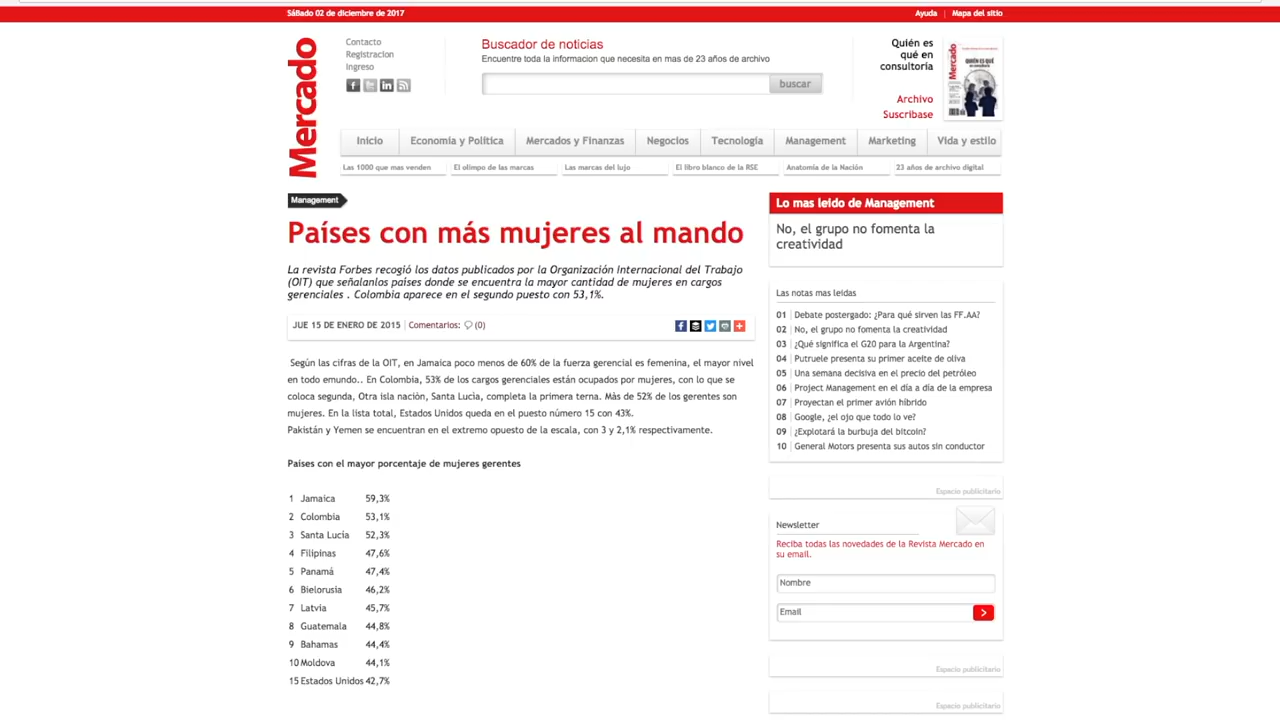 SÁBado 02 de diciembre de 2017
Ayuda | Mapa del sitio
Mercado
Contacto
Registracion
Ingreso
Buscador de noticias
Encuentre toda la informacion que necesita en mas de 23 años de archivo
buscar
Quién es
qué en
consultoría
Archivo
Suscríbase
Inicio
Economia y Politica
Mercados y Finanzas
Negocios
Tecnología
Management
Marketing
Vida y estilo
Las 1000 que mas venden
El olimpo de las marcas
Las marcas del lujo
El libro blanco de la RSE
Anatomía de la Nación
23 años de archivo digital
Management
Países con más mujeres al mando
La revista Forbes recogió los datos publicados por la Organización Internacional del Trabajo
(OIT) que señalanlos países donde se encuentra la mayor cantidad de mujeres en cargos
gerenciales . Colombia aparece en el segundo puesto con 53,1%.
JUE 15 DE ENERO DE 2015 | Comentarios: (0)
Según las cifras de la OIT, en Jamaica poco menos de 60% de la fuerza gerencial es femenina, el mayor nivel
en todo emundo.. En Colombia, 53% de los cargos gerenciales están ocupados por mujeres, con lo que se
coloca segunda, Otra isla nación, Santa Lucía, completa la primera terna. Más de 52% de los gerentes son
mujeres. En la lista total, Estados Unidos queda en el puesto número 15 con 43%.
Pakistán y Yemen se encuentran en el extremo opuesto de la escala, con 3 y 2,1% respectivamente.
Países con el mayor porcentaje de mujeres gerentes
1 Jamaica 59,3%
2 Colombia 53,1%
3 Santa Lucía 52,3%
4 Filipinas 47,6%
5 Panamá 47,4%
6 Bielorusia 46,2%
7 Latvia 45,7%
8 Guatemala 44,8%
9 Bahamas 44,4%
10 Moldova 44,1%
15 Estados Unidos 42,7%
Lo mas leido de Management
No, el grupo no fomenta la
creatividad
Las notas mas leidas
01 Debate postergado: ¿Para qué sirven las FF.AA?
02 No, el grupo no fomenta la creatividad
03 ¿Qué significa el G20 para la Argentina?
04 Putruele presenta su primer aceite de oliva
05 Una semana decisiva en el precio del petróleo
06 Project Management en el día a día de la empresa
07 Proyectan el primer avión híbrido
08 Google, ¿el ojo que todo lo ve?
09 ¿Explotará la burbuja del bitcoin?
10 General Motors presenta sus autos sin conductor
Espacio publicitario
Newsletter
Reciba todas las novedades de la Revista Mercado en
su email.
Nombre
Email
Espacio publicitario
Espacio publicitario